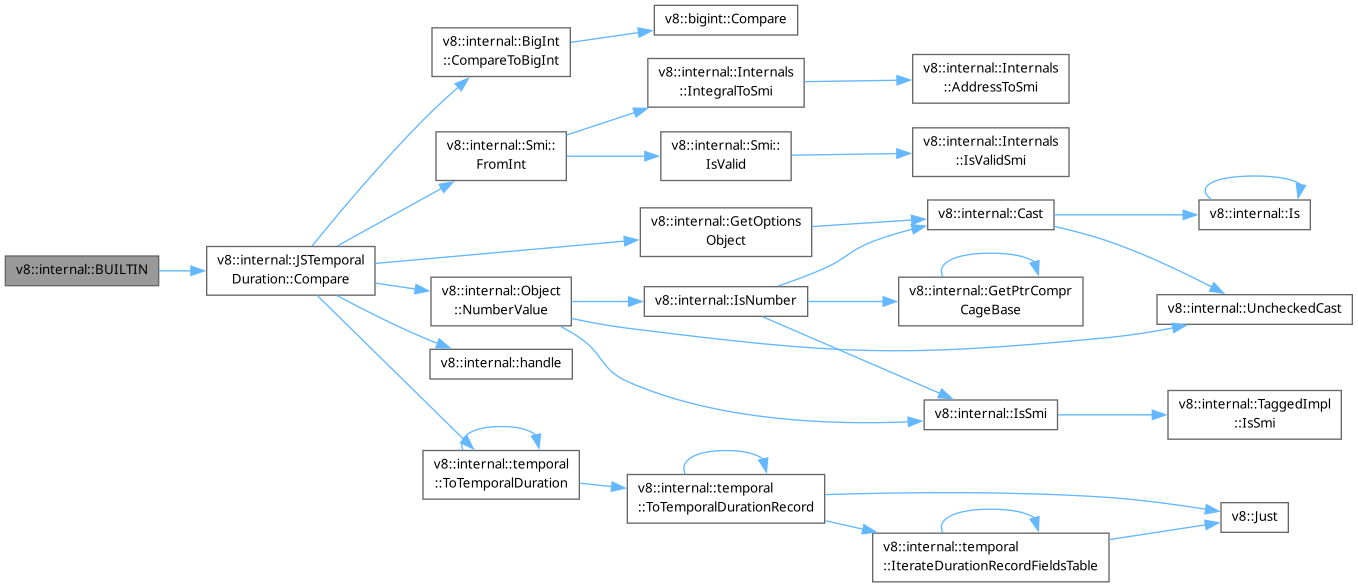 v8::internal::BUILTIN
v8::internal::JSTemporal
Duration::Compare
v8::internal::BigInt
::CompareToBigInt
v8::bigint::Compare
v8::internal::Smi::
FromInt
v8::internal::Internals
::IntegralToSmi
v8::internal::Internals
::AddressToSmi
v8::internal::Smi::
IsValid
v8::internal::Internals
::IsValidSmi
v8::internal::GetOptions
Object
v8::internal::Cast
v8::internal::Is
v8::internal::UncheckedCast
v8::internal::Object
::NumberValue
v8::internal::IsNumber
v8::internal::GetPtrCompr
CageBase
v8::internal::IsSmi
v8::internal::TaggedImpl
::IsSmi
v8::internal::handle
v8::internal::temporal
::ToTemporalDuration
v8::internal::temporal
::ToTemporalDurationRecord
v8::internal::temporal
::IterateDurationRecordFieldsTable
v8::Just